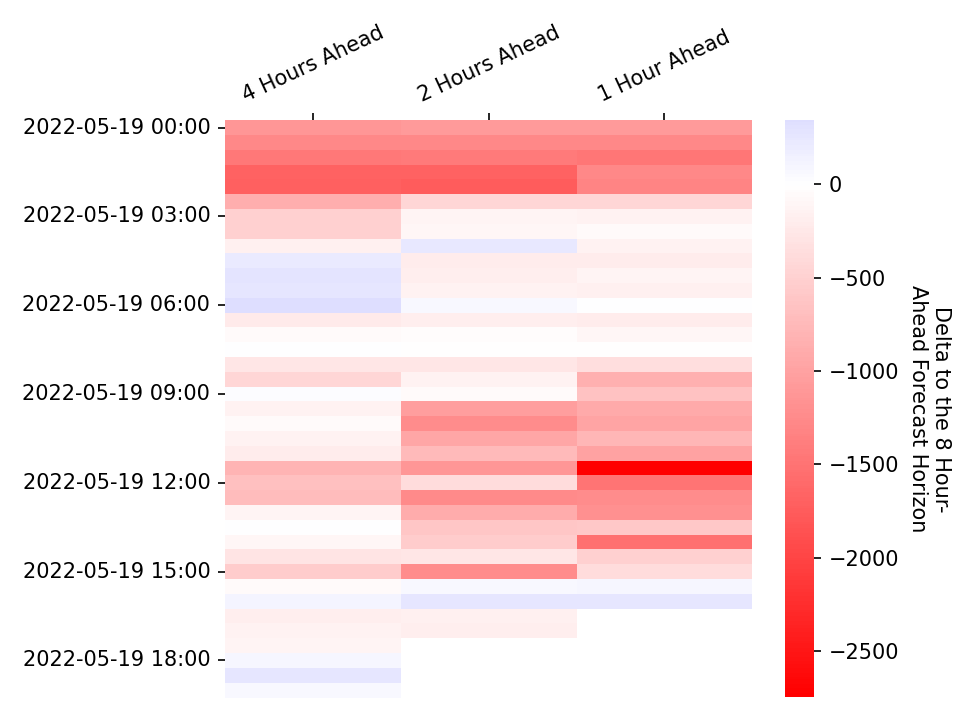 4 Hours Ahead
2 Hours Ahead
1 Hour Ahead
2022-05-19 00:00
2022-05-19 03:00
2022-05-19 06:00
2022-05-19 09:00
2022-05-19 12:00
2022-05-19 15:00
2022-05-19 18:00
0
−500
−1000
−1500
−2000
−2500
Delta to the 8 Hour-
Ahead Forecast Horizon